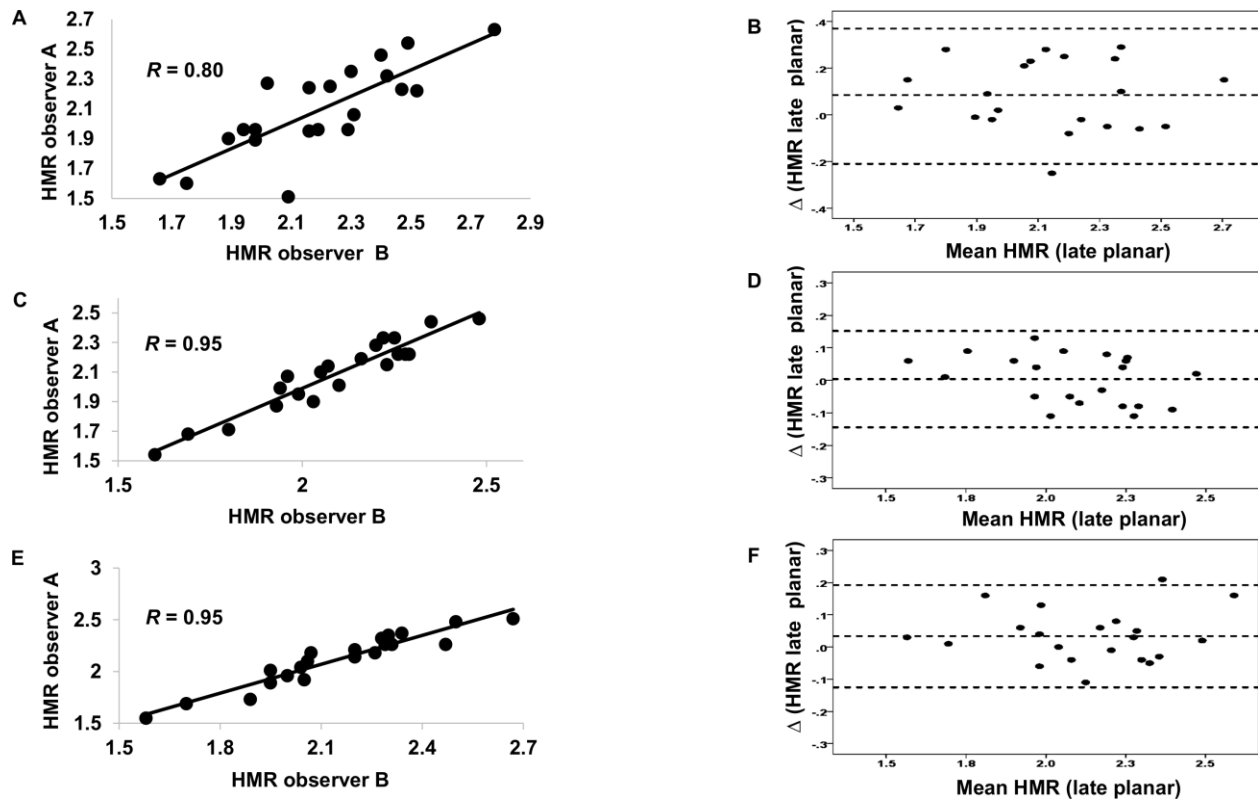 A
HMR observer A
2.7
2.5
2.3
2.1
1.9
1.7
1.5
R = 0.80
1.5 1.7 1.9 2.1 2.3 2.5 2.7 2.9
HMR observer B
B
Δ (HMR late planar)
.4
.2
.0
-.2
-.4
1.5 1.7 1.9 2.1 2.3 2.5 2.7
Mean HMR (late planar)
C
HMR observer A
2.5
2.3
2.1
1.9
1.7
1.5
R = 0.95
1.5 2 2.5
HMR observer B
D
Δ (HMR late planar)
.3
.2
.1
.0
-.1
-.2
-.3
1.5 1.8 2.0 2.3 2.5
Mean HMR (late planar)
E
HMR observer A
3
2.5
2
1.5
R = 0.95
1.5 1.8 2.1 2.4 2.7
HMR observer B
F
Δ (HMR late planar)
.3
.2
.1
.0
-.1
-.2
-.3
1.5 1.8 2.0 2.3 2.5
Mean HMR (late planar)